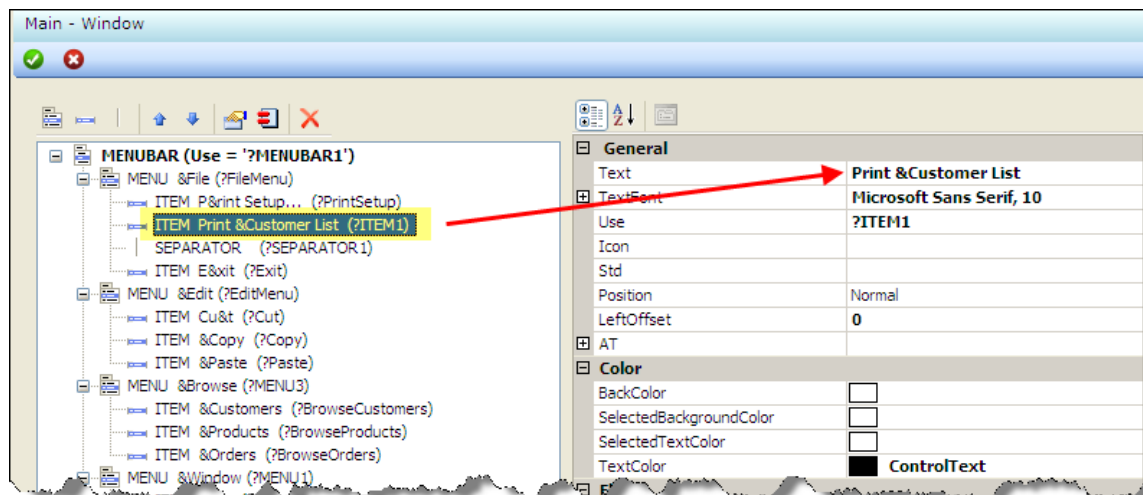 Main - Window
MENUBAR (Use = '?MENUBAR1')
MENU &File (?FileMenu)
ITEM P&rint Setup... (?PrintSetup)
ITEM Print &Customer List (?ITEM1)
SEPARATOR (?SEPARATOR1)
ITEM E&xit (?Exit)
MENU &Edit (?EditMenu)
ITEM Cu&t (?Cut)
ITEM &Copy (?Copy)
ITEM &Paste (?Paste)
MENU &Browse (?MENU3)
ITEM &Customers (?BrowseCustomers)
ITEM &Products (?BrowseProducts)
ITEM &Orders (?BrowseOrders)
MENU &Window (?MENU1)
General
Text Print &Customer List
TextFont Microsoft Sans Serif, 10
Use ?ITEM1
Icon
Std
Position Normal
LeftOffset 0
AT
Color
BackColor
SelectedBackgroundColor
SelectedTextColor
TextColor ControlText